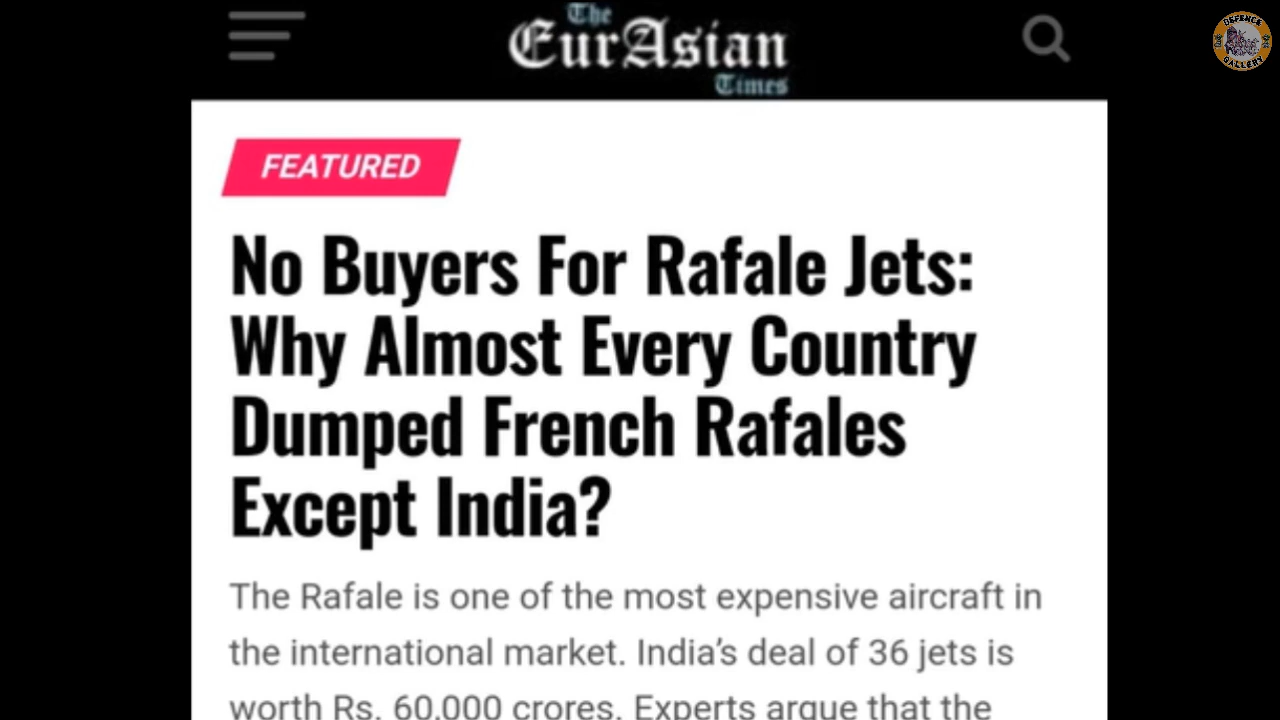 The
EurAsian
Times
DEFENCE
GALLERY
FEATURED
No Buyers For Rafale Jets:
Why Almost Every Country
Dumped French Rafales
Except India?
The Rafale is one of the most expensive aircraft in
the international market. India's deal of 36 jets is
worth Rs. 60,000 crores. Experts argue that the